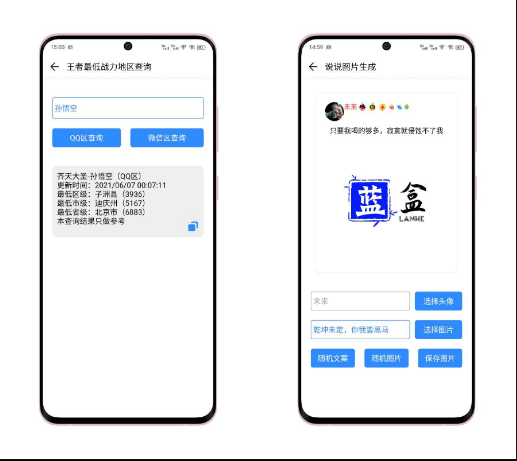 15:00
王者最低战力地区查询
孙悟空
QQ区查询
微信区查询
齐天大圣-孙悟空（QQ区）
更新时间：2021/06/07 00:07:11
最低区级：子洲县（3936）
最低市级：迪庆州（5167）
最低省级：北京市（6883）
本查询结果只做参考
14:59
说说图片生成
未来
只要我喝的够多，寂寞就侵蚀不了我
蓝盒
LANHE
未来
选择头像
乾坤未定，你我皆黑马
选择图片
随机文案
随机图片
保存图片